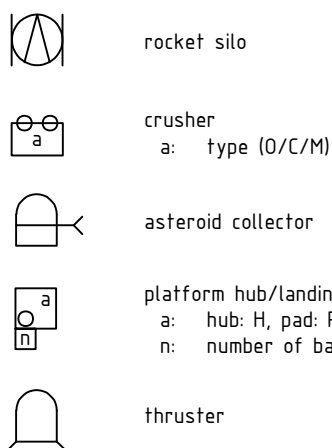 rocket silo
crusher
a
a: type (O/C/M)
asteroid collector
platform hub/landin
a
a: hub: H, pad:
n
n: number of ba
thruster